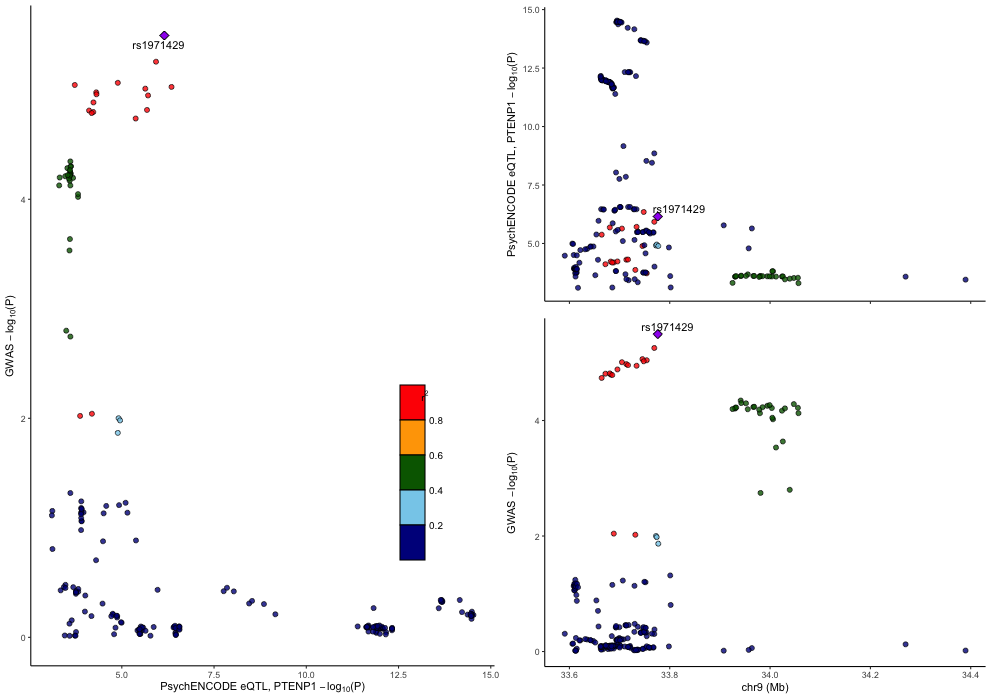 rs1971429
GWAS − log10(P)
4
2
0
5.0
7.5
10.0
12.5
15.0
PsychENCODE eQTL, PTENP1 − log10(P)
r2
0.8
0.6
0.4
0.2
PsychENCODE eQTL, PTENP1 − log10(P)
15.0
12.5
10.0
7.5
5.0
rs1971429
GWAS − log10(P)
4
2
0
rs1971429
33.6
33.8
34.0
34.2
34.4
chr9 (Mb)